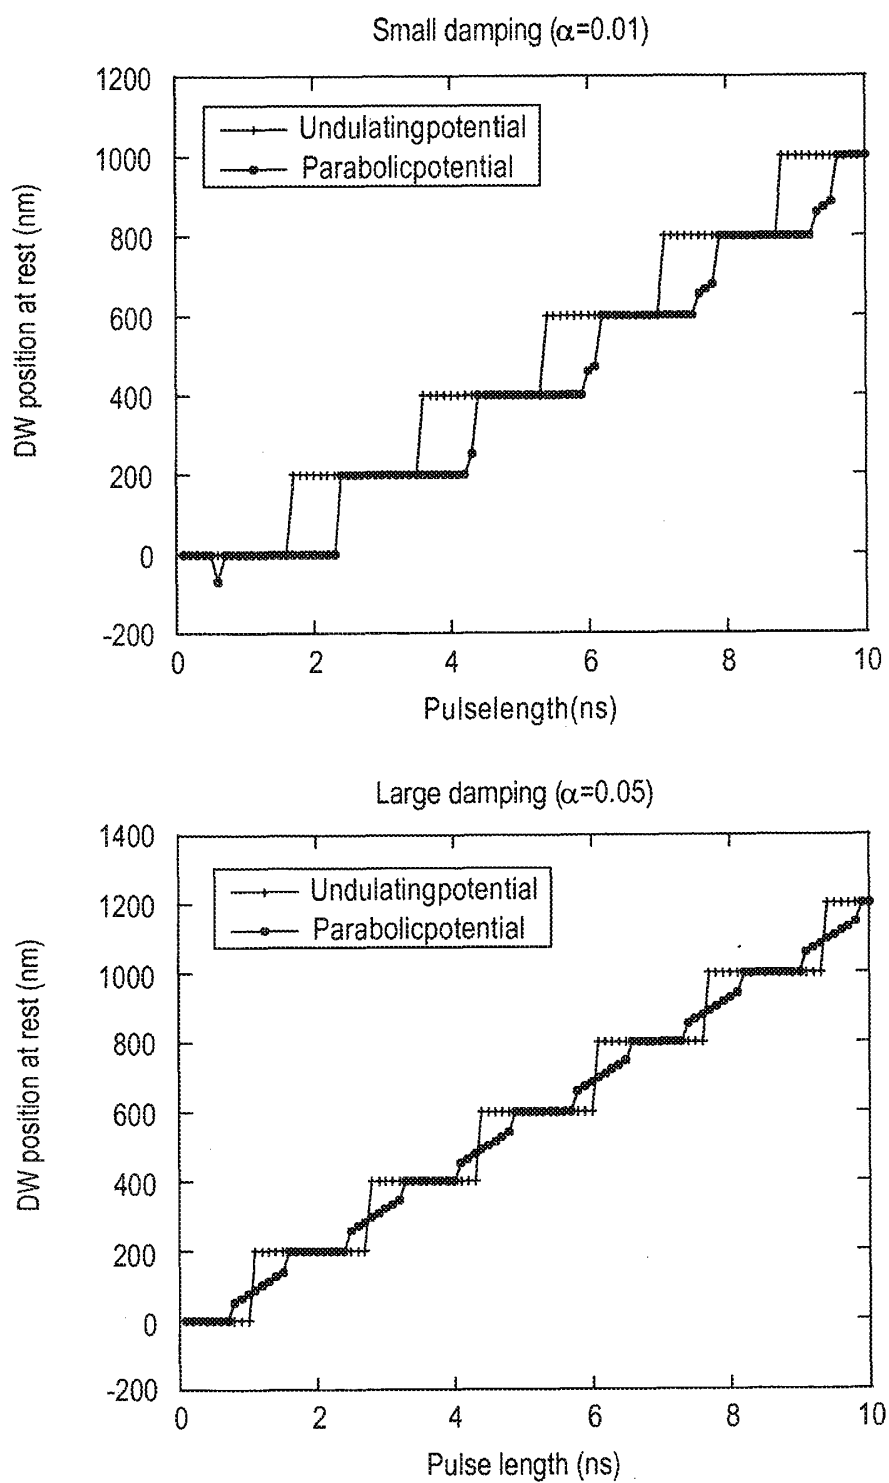 Small damping (α=0.01)
1200
1000
800
600
400
200
0
-200
DW position at rest (nm)
Undulatingpotential
Parabolicpotential
0 2 4 6 8 10
Pulselength(ns)
Large damping (α=0.05)
1400
1200
1000
800
600
400
200
0
-200
DW position at rest (nm)
Undulatingpotential
Parabolicpotential
0 2 4 6 8 10
Pulse length (ns)